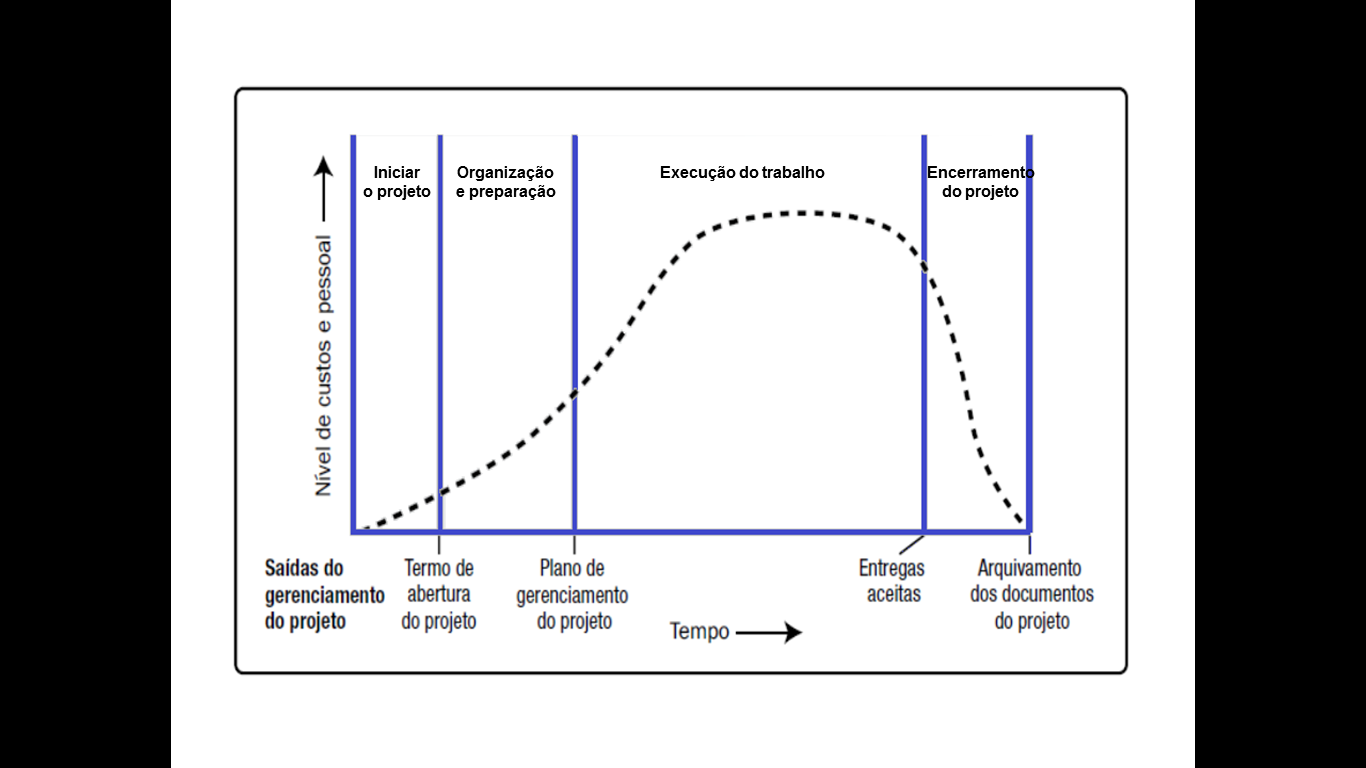 Iniciar
o projeto
Organização
e preparação
Execução do trabalho
Encerramento
do projeto
Nível de custos e pessoal
Saídas do
gerenciamento
do projeto
Termo de
abertura
do projeto
Plano de
gerenciamento
do projeto
Entregas
aceitas
Arquivamento
dos documentos
do projeto
Tempo